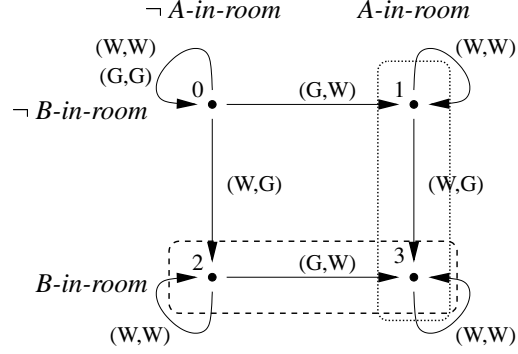 ¬ A-in-room A-in-room
(W,W) (W,W)
(G,G)
0 (G,W) 1
¬ B-in-room
(W,G) (W,G)
2 (G,W) 3
B-in-room
(W,W) (W,W)